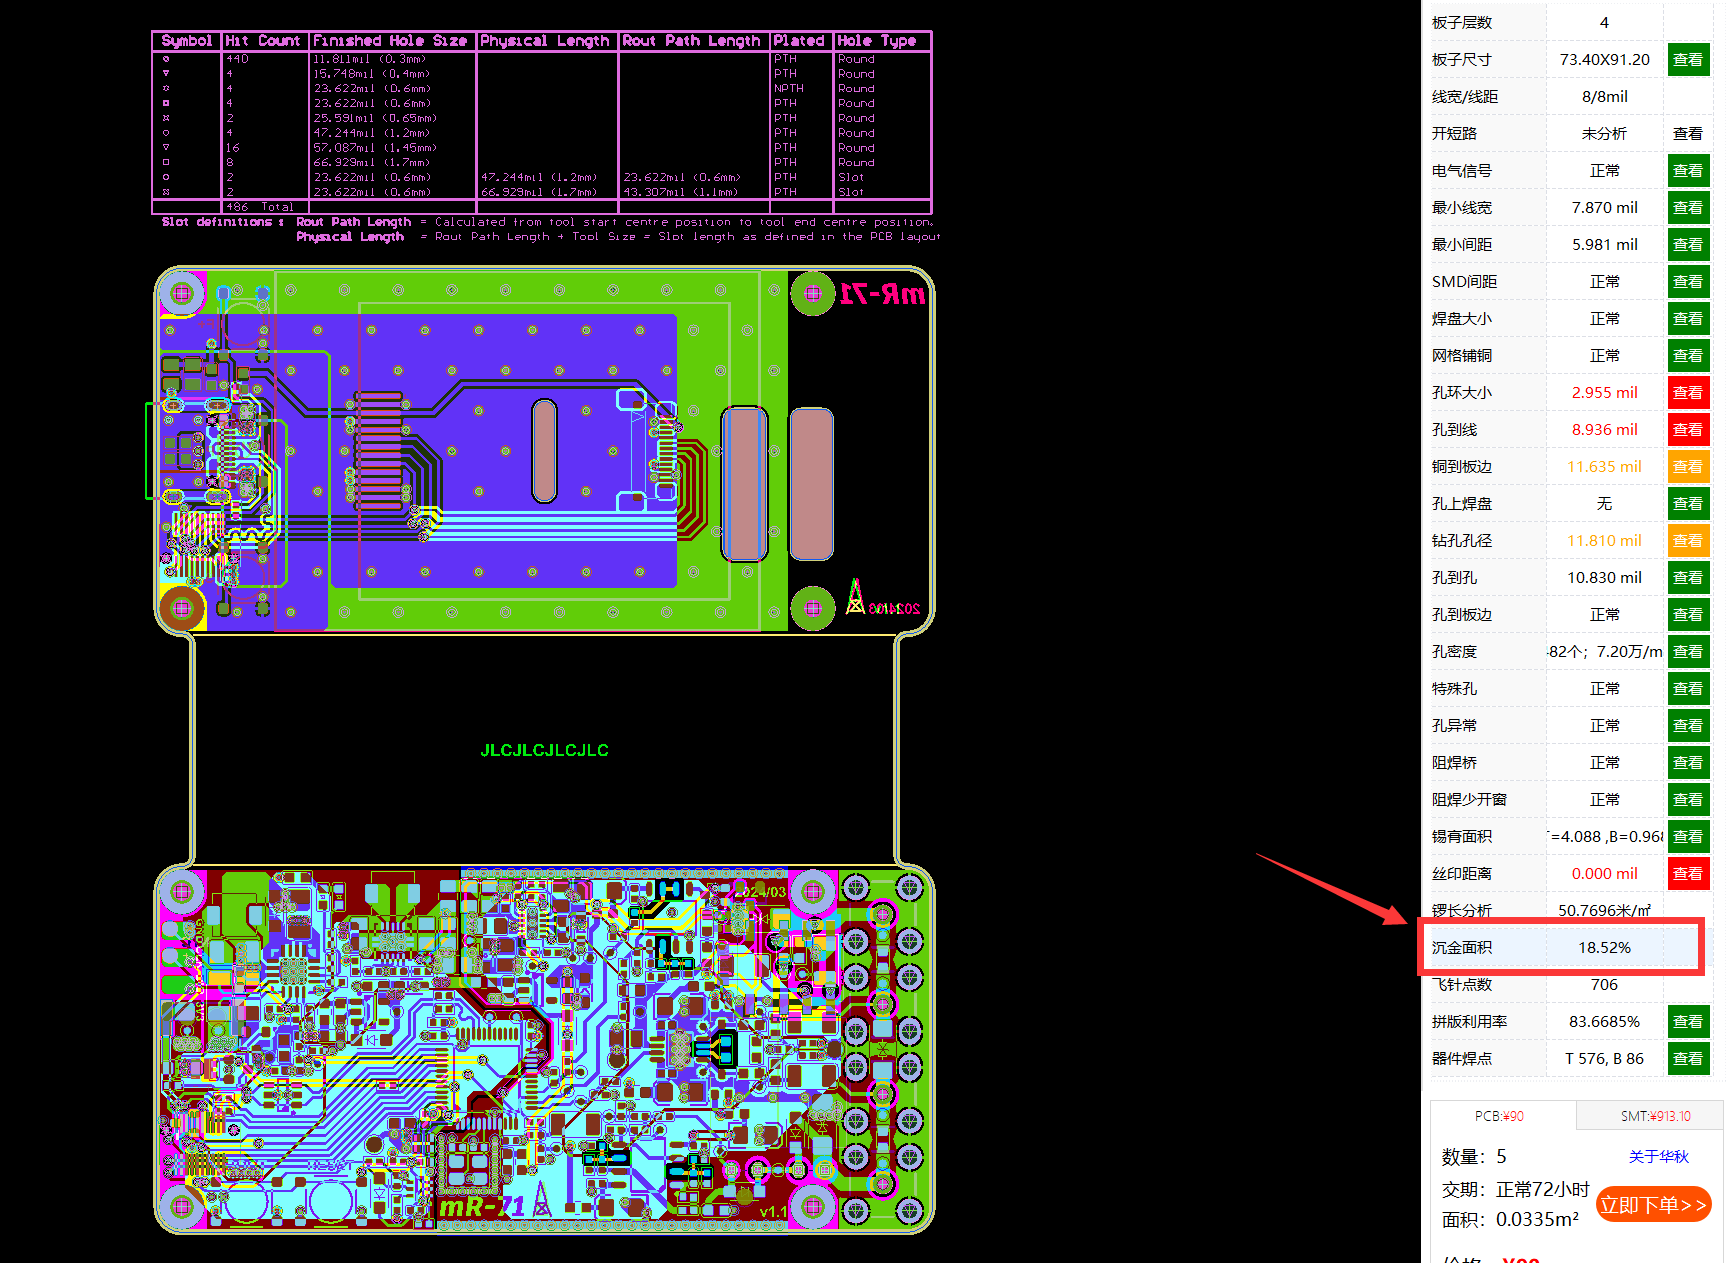 Symbol Hit Count Finished Hole Size Physical Length Rout Path Length Plated Hole Type
440 11.811mil (0.3mm) PTH Round
4 15.748mil (0.4mm) PTH Round
4 23.622mil (0.6mm) NPTH Round
4 23.622mil (0.6mm) PTH Round
2 25.591mil (0.65mm) PTH Round
4 47.244mil (1.2mm) PTH Round
16 57.087mil (1.45mm) PTH Round
8 66.929mil (1.7mm) PTH Round
2 23.622mil (0.6mm) 47.244mil (1.2mm) 23.622mil (0.6mm) PTH Slot
2 23.622mil (0.6mm) 66.929mil (1.7mm) 43.307mil (1.1mm) PTH Slot
486 Total
Slot definitions : Rout Path Length = Calculated from tool start centre position to tool end centre position.
Physical Length = Rout Path Length + Tool Size = Slot length as defined in the PCB layout
mR-71
2024/03
JLCJLCJLCJLC
2024/03
mR-71
v1.1
板子层数 4
板子尺寸 73.40X91.20 查看
线宽/线距 8/8mil
开短路 未分析 查看
电气信号 正常 查看
最小线宽 7.870 mil 查看
最小间距 5.981 mil 查看
SMD间距 正常 查看
焊盘大小 正常 查看
网格铺铜 正常 查看
孔环大小 2.955 mil 查看
孔到线 8.936 mil 查看
铜到板边 11.635 mil 查看
孔上焊盘 无 查看
钻孔孔径 11.810 mil 查看
孔到孔 10.830 mil 查看
孔到板边 正常 查看
孔密度 82个；7.20万/m 查看
特殊孔 正常 查看
孔异常 正常 查看
阻焊桥 正常 查看
阻焊少开窗 正常 查看
锡膏面积 =4.088 ,B=0.968 查看
丝印距离 0.000 mil 查看
锣长分析 50.7696米/㎡
沉金面积 18.52%
飞针点数 706
拼版利用率 83.6685% 查看
器件焊点 T 576, B 86 查看
PCB:¥90 SMT:¥913.10
数量：5 关于华秋
交期：正常72小时
立即下单>>
面积：0.0335m²